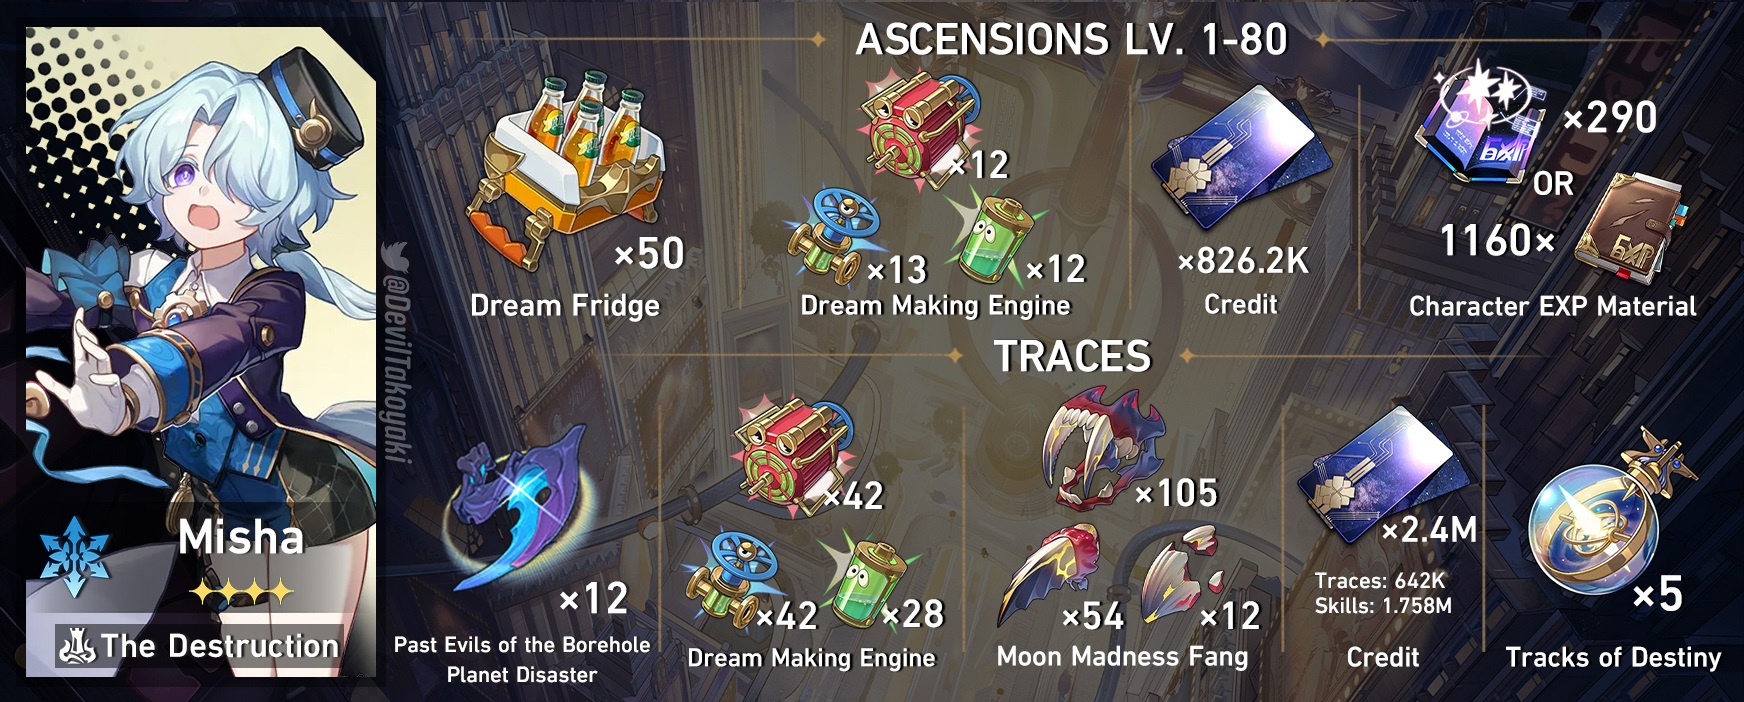 ASCENSIONS LV. 1-80
×50
Dream Fridge
×12
×13
×12
Dream Making Engine
×826.2K
Credit
×290
OR
1160×
EXP
EXP
Character EXP Material
@DevilTakoyaki
Misha
The Destruction
TRACES
×12
Past Evils of the Borehole
Planet Disaster
×42
×42
×28
Dream Making Engine
×105
×54
×12
Moon Madness Fang
×2.4M
Traces: 642K
Skills: 1.758M
Credit
×5
Tracks of Destiny